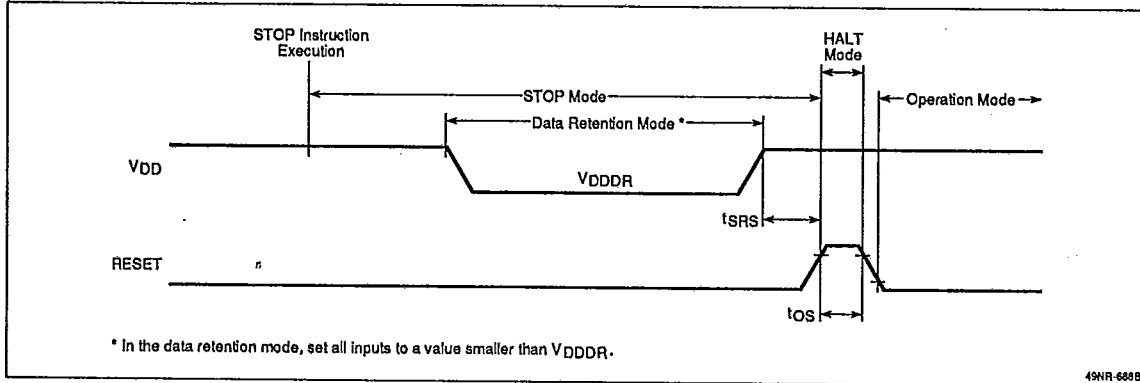 STOP Instruction
Execution
HALT
Mode
STOP Mode
Operation Mode
Data Retention Mode *
VDD
VDDDR
tSRS
RESET
n
tOS
* In the data retention mode, set all inputs to a value smaller than VDDDR.
49NR-688B